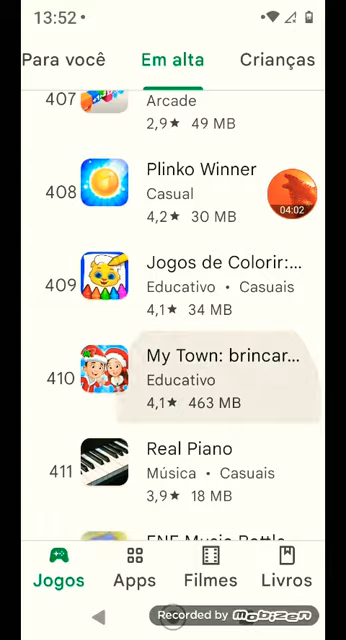 13:52
Para você Em alta Crianças
407
Arcade
2,9★ 49 MB
408
Plinko Winner
Casual
4,2★ 30 MB
04:02
409
Jogos de Colorir:...
Educativo • Casuais
4,1★ 34 MB
410
My Town: brincar...
Educativo
4,1★ 463 MB
411
Real Piano
Música • Casuais
3,9★ 18 MB
Jogos Apps Filmes Livros
Recorded by MOBIZEN